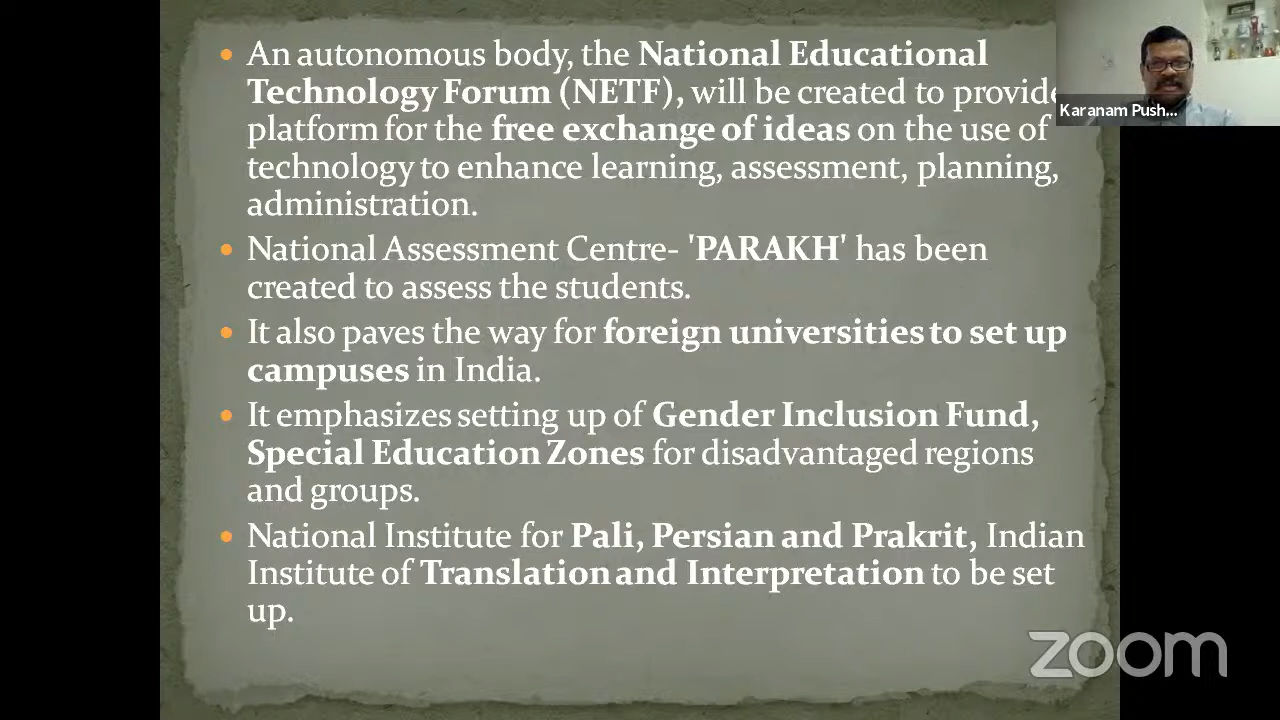 An autonomous body, the National Educational
Technology Forum (NETF), will be created to provide
platform for the free exchange of ideas on the use of
technology to enhance learning, assessment, planning,
administration.
National Assessment Centre- 'PARAKH' has been
created to assess the students.
It also paves the way for foreign universities to set up
campuses in India.
It emphasizes setting up of Gender Inclusion Fund,
Special Education Zones for disadvantaged regions
and groups.
National Institute for Pali, Persian and Prakrit, Indian
Institute of Translation and Interpretation to be set
up.
Karanam Push...
zoom